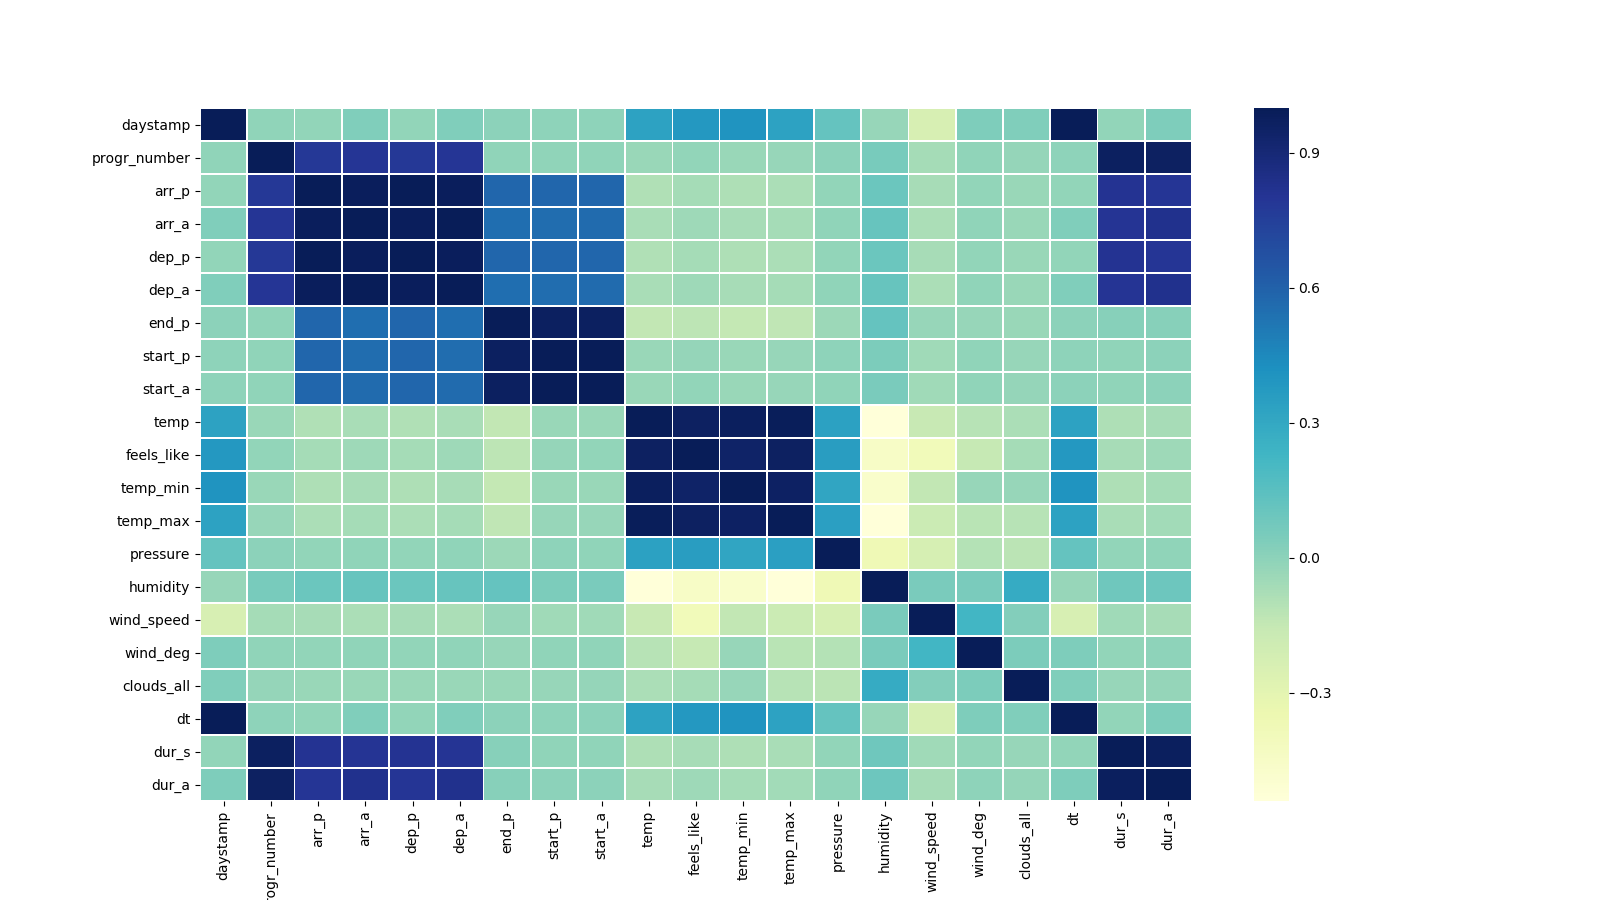 daystamp
progr_number
arr_p
arr_a
dep_p
dep_a
end_p
start_p
start_a
temp
feels_like
temp_min
temp_max
pressure
humidity
wind_speed
wind_deg
clouds_all
dt
dur_s
dur_a
daystamp
rogr_number
arr_p
arr_a
dep_p
dep_a
end_p
start_p
start_a
temp
feels_like
temp_min
temp_max
pressure
humidity
wind_speed
wind_deg
clouds_all
dt
dur_s
dur_a
0.9
0.6
0.3
0.0
−0.3